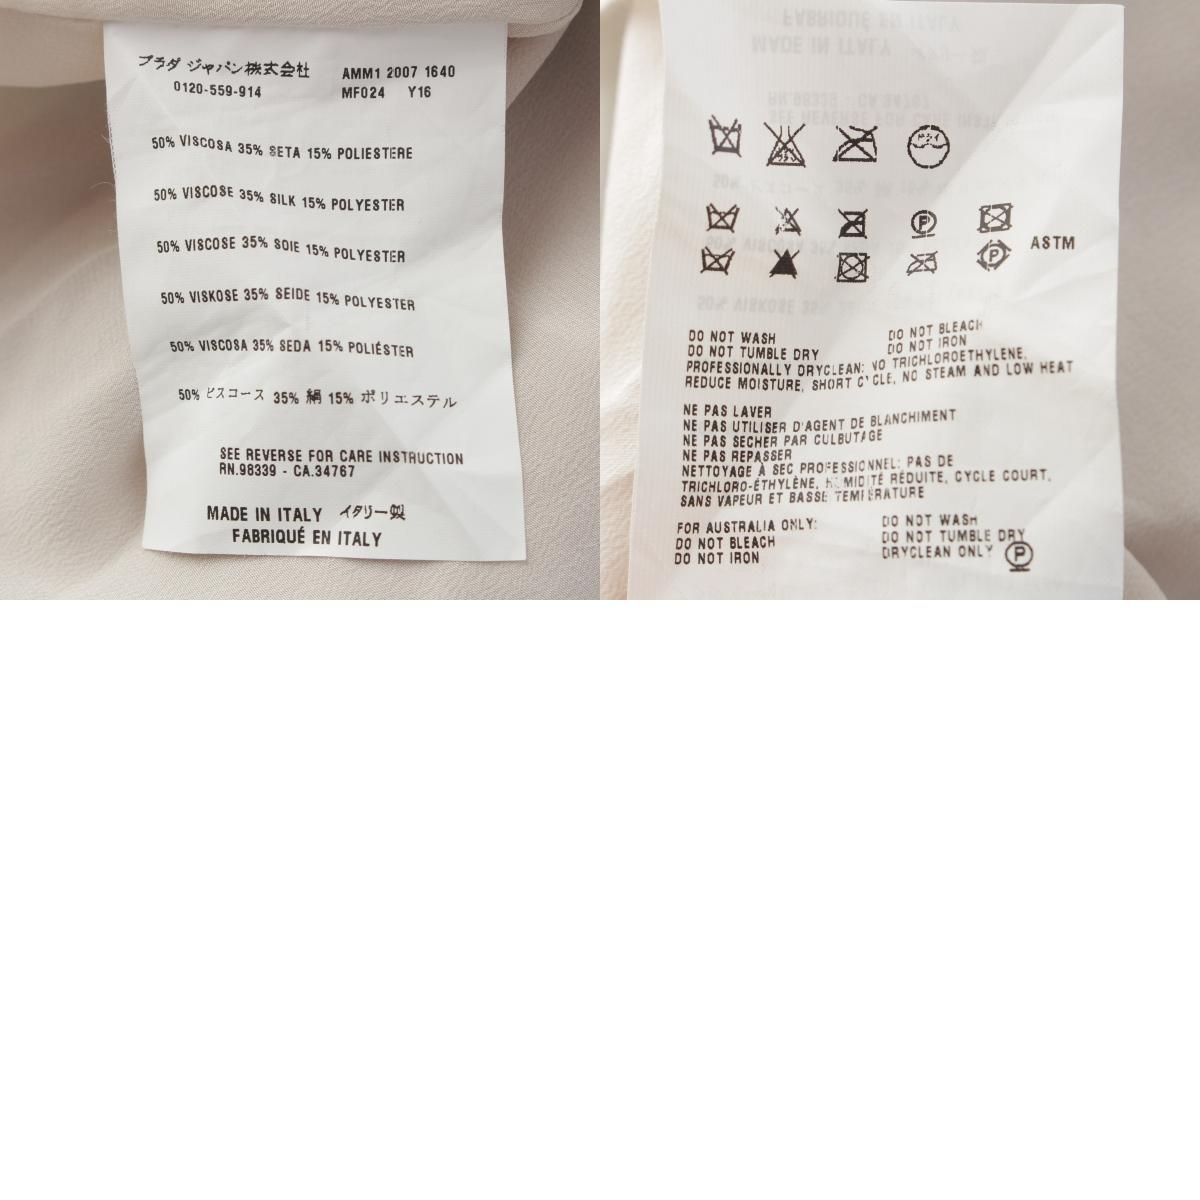 プラダ ジャパン株式会社
0120-559-914
AMM1 2007 1640
MF024 Y16
50% VISCOSA 35% SETA 15% POLIESTERE
50% VISCOSE 35% SILK 15% POLYESTER
50% VISCOSE 35% SOIE 15% POLYESTER
50% VISKOSE 35% SEIDE 15% POLYESTER
50% VISCOSA 35% SEDA 15% POLIÉSTER
50% ビスコース 35% 絹 15% ポリエステル
SEE REVERSE FOR CARE INSTRUCTION
RN.98339 - CA.34767
MADE IN ITALY イタリー製
FABRIQUÉ EN ITALY
ドライ
P
P
ASTM
DO NOT WASH DO NOT BLEACH
DO NOT TUMBLE DRY DO NOT IRON
PROFESSIONALLY DRYCLEAN: NO TRICHLOROETHYLENE,
REDUCE MOISTURE, SHORT CYCLE, NO STEAM AND LOW HEAT
NE PAS LAVER
NE PAS UTILISER D'AGENT DE BLANCHIMENT
NE PAS SECHER PAR CULBUTAGE
NE PAS REPASSER
NETTOYAGE À SEC PROFESSIONNEL: PAS DE
TRICHLORO-ÉTHYLÈNE, HUMIDITÉ RÉDUITE, CYCLE COURT,
SANS VAPEUR ET BASSE TEMPÉRATURE
FOR AUSTRALIA ONLY: DO NOT WASH
DO NOT BLEACH DO NOT TUMBLE DRY
DO NOT IRON DRYCLEAN ONLY P